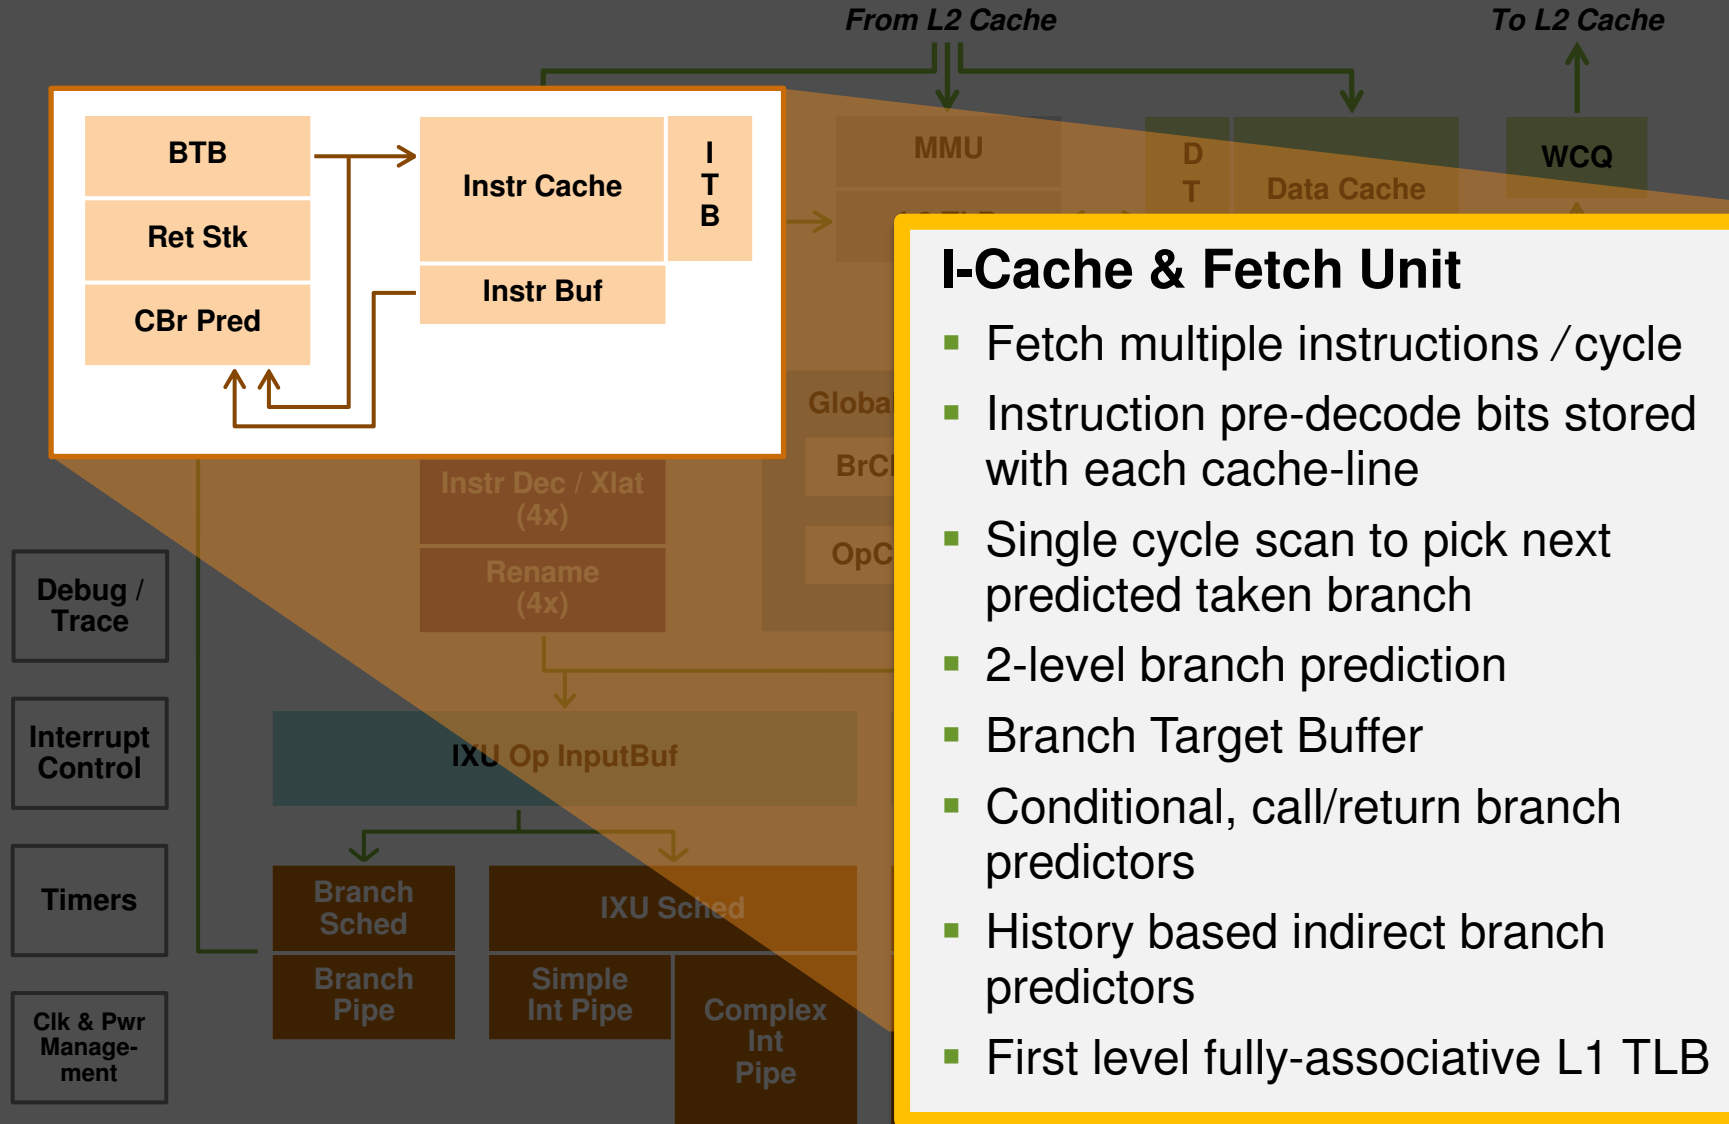 From L2 Cache
To L2 Cache
BTB
Ret Stk
CBr Pred
Instr Cache
I
T
B
Instr Buf
MMU
D
T
Data Cache
WCQ
BrC
OpC
Instr Dec / Xlat
(4x)
Rename
(4x)
Debug /
Trace
Interrupt
Control
Timers
Clk & Pwr
Manage-
ment
IXU Op InputBuf
Branch
Sched
IXU Sched
Branch
Pipe
Simple
Int Pipe
Complex
Int
Pipe
I-Cache & Fetch Unit
▪ Fetch multiple instructions / cycle
▪ Instruction pre-decode bits stored
with each cache-line
▪ Single cycle scan to pick next
predicted taken branch
▪ 2-level branch prediction
▪ Branch Target Buffer
▪ Conditional, call/return branch
predictors
▪ History based indirect branch
predictors
▪ First level fully-associative L1 TLB